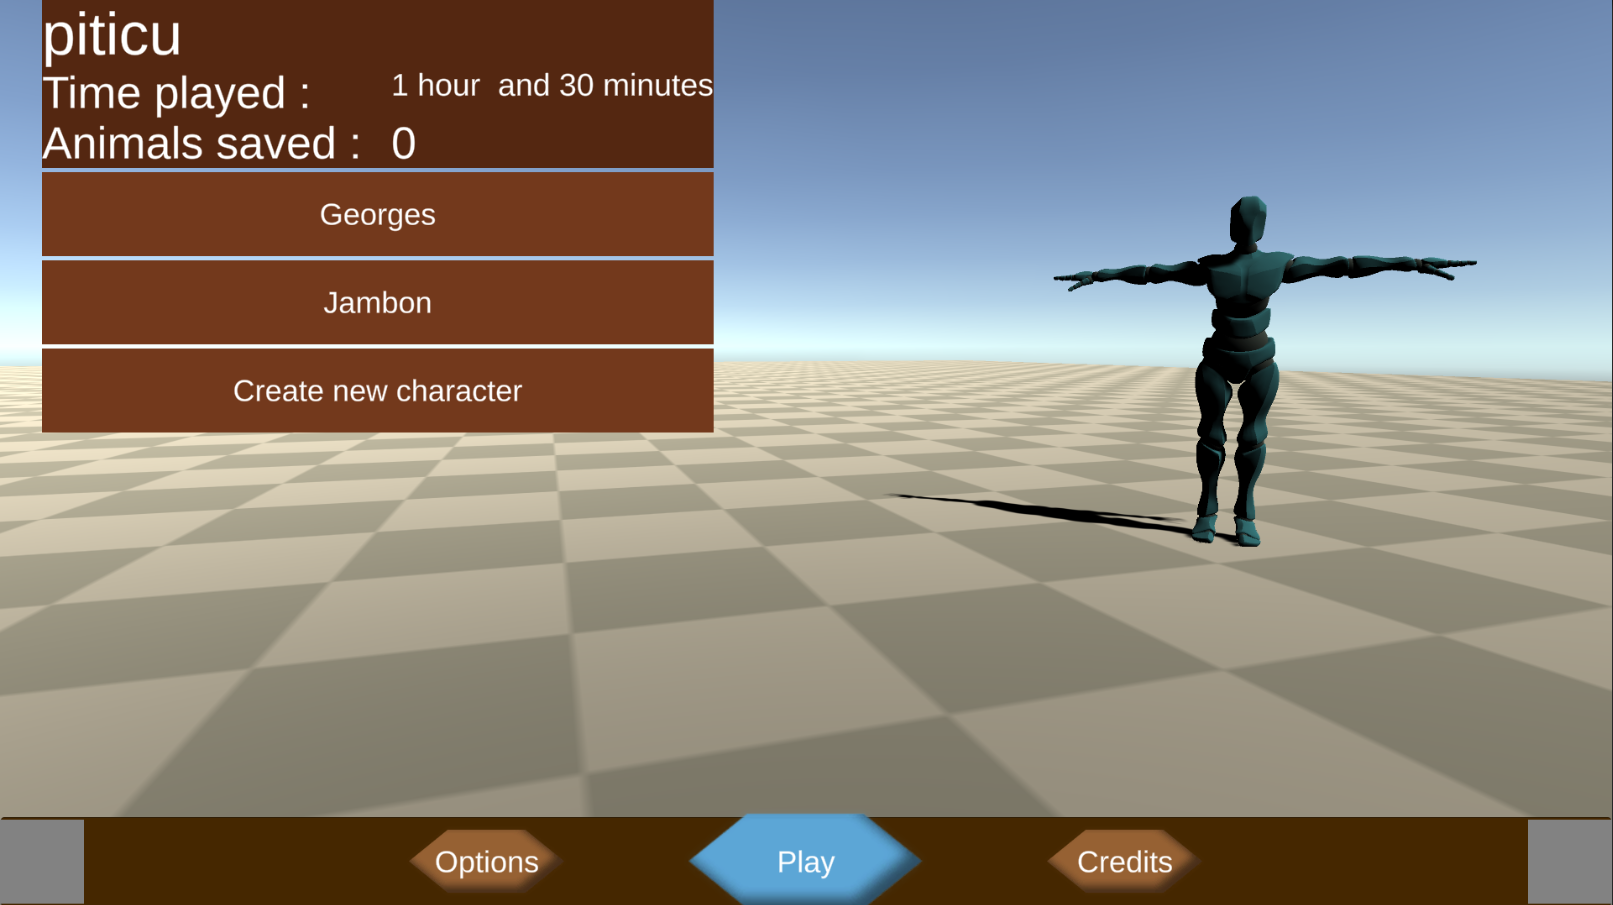 piticu
Time played : 1 hour  and 30 minutes
Animals saved : 0
Georges
Jambon
Create new character
Options
Play
Credits